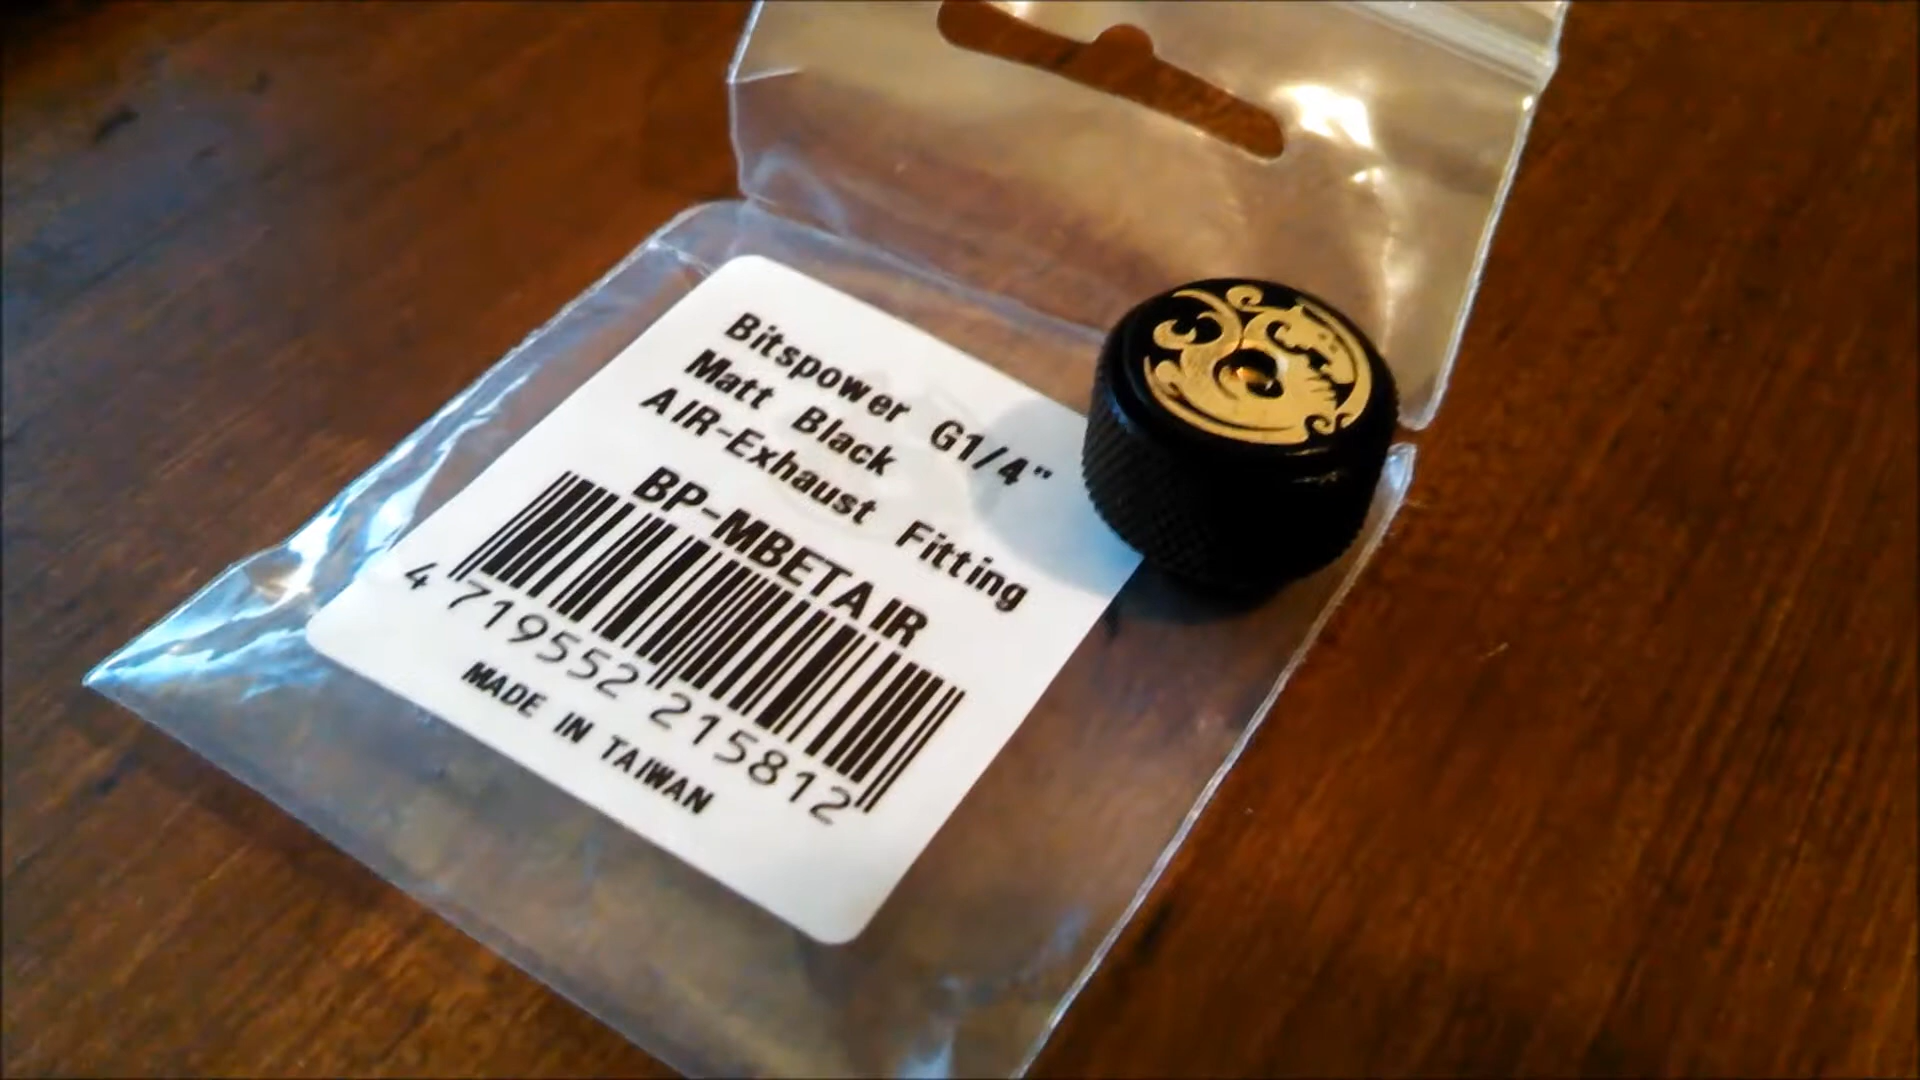 Bitspower G1/4"
Matt Black
AIR-Exhaust Fitting
BP-MBETAIR
4 719552 215812
MADE IN TAIWAN